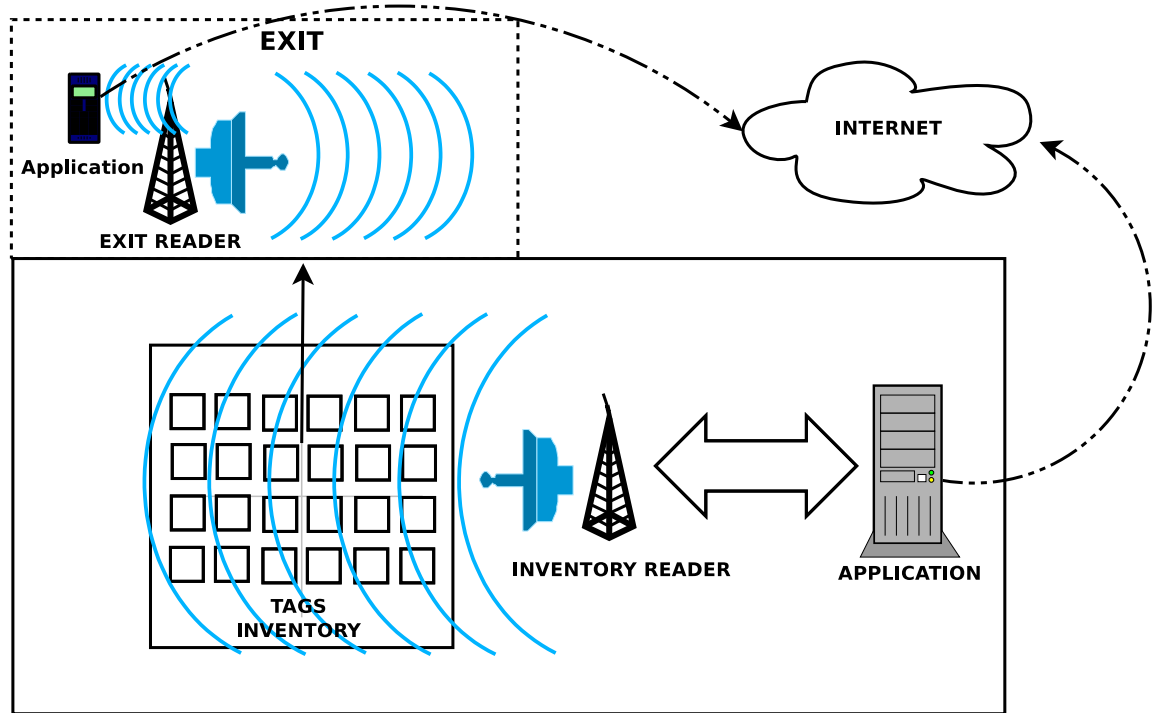 EXIT
INTERNET
Application
EXIT READER
INVENTORY READER
APPLICATION
TAGS
INVENTORY